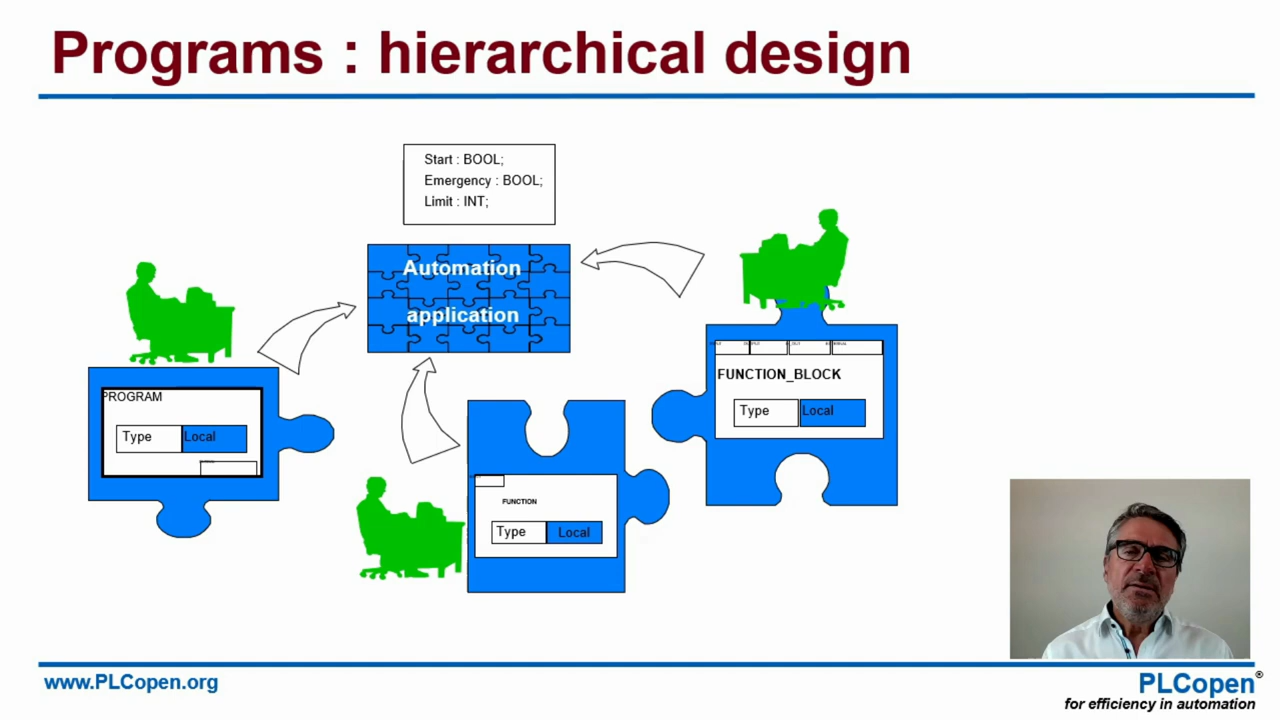 Programs : hierarchical design
Start : BOOL;
Emergency : BOOL;
Limit : INT;
Automation
application
PROGRAM
Type
Local
FUNCTION
Type
Local
FUNCTION_BLOCK
Type
Local
www.PLCopen.org
PLCopen®
for efficiency in automation